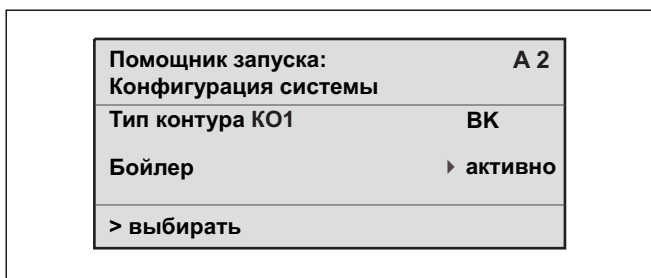 Помощник запуска: А 2
Конфигурация системы
Тип контура КО1 ВК
Бойлер ▸ активно
> выбирать